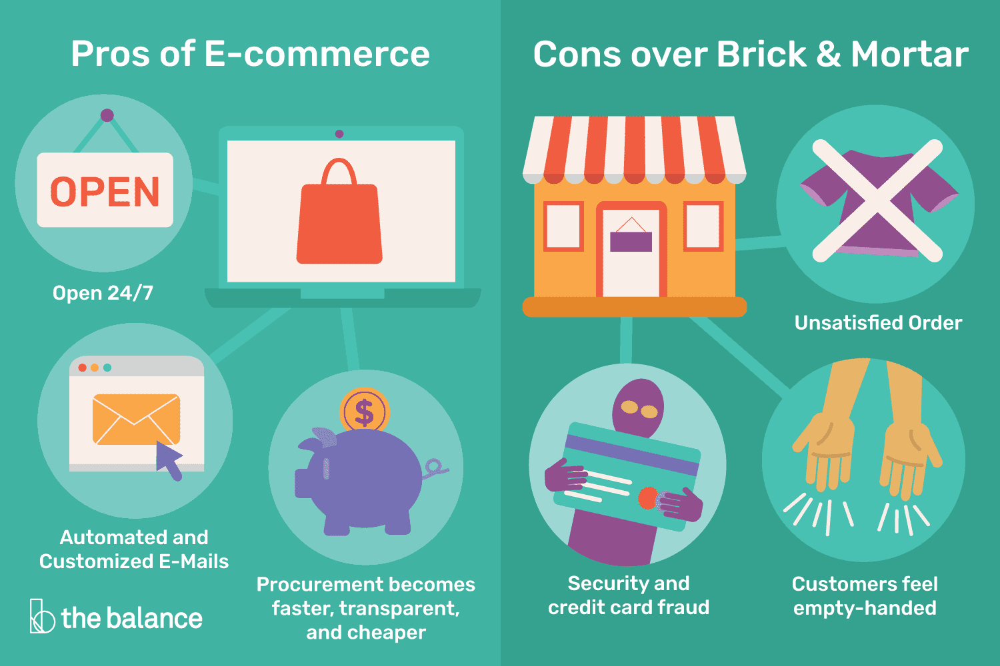 Pros of E-commerce
OPEN
Open 24/7
Automated and
Customized E-Mails
$
Procurement becomes
faster, transparent,
and cheaper
the balance
Cons over Brick & Mortar
Unsatisfied Order
Security and
credit card fraud
Customers feel
empty-handed